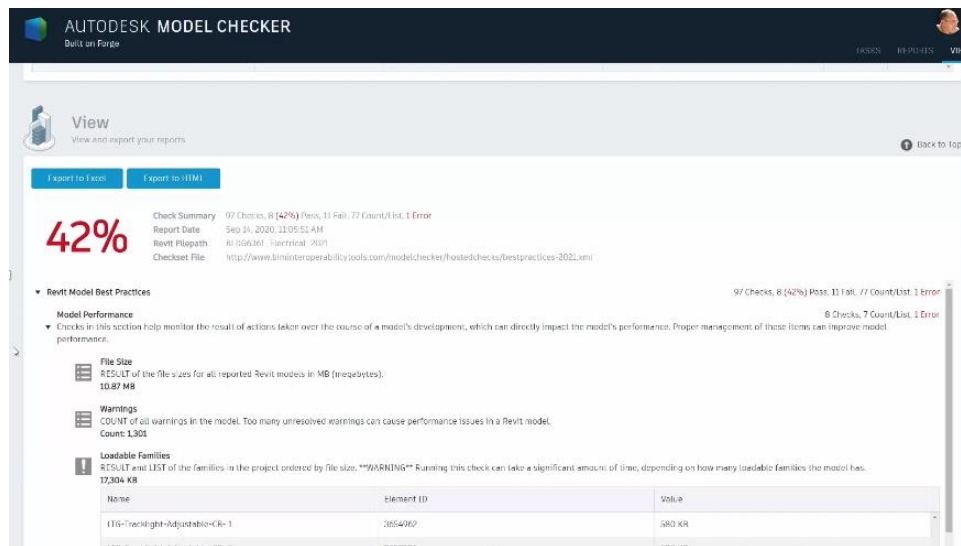 AUTODESK MODEL CHECKER
Built on Forge
TASKS REPORTS
View
View and export your reports
Back to Top
Export to Excel Export to HTML
42%
Check Summary 97 Checks, 8 (42%) Pass, 11 Fail, 77 Count/List, 1 Error
Report Date Sep 14, 2020, 11:05:51 AM
Revit Filepath Electrical 2021
Checkset File http://www.biminteroperabilitytools.com/modelchecker/hostedchecks/bestpractices-2021.xml
Revit Model Best Practices 97 Checks, 8 (42%) Pass, 11 Fail, 77 Count/List, 1 Error
Model Performance 8 Checks, 7 Count/List, 1 Error
Checks in this section help monitor the result of actions taken over the course of a model's development, which can directly impact the model's performance. Proper management of these items can improve model
performance.
File Size
RESULT of the file sizes for all reported Revit models in MB (megabytes).
10.87 MB
Warnings
COUNT of all warnings in the model. Too many unresolved warnings can cause performance issues in a Revit model.
Count: 1,301
Loadable Families
RESULT and LIST of the families in the project ordered by file size. **WARNING** Running this check can take a significant amount of time, depending on how many loadable families the model has.
17,304 KB
Name Element ID Value
LTG-Tracklight-Adjustable-CR- 1 3654962 580 KB